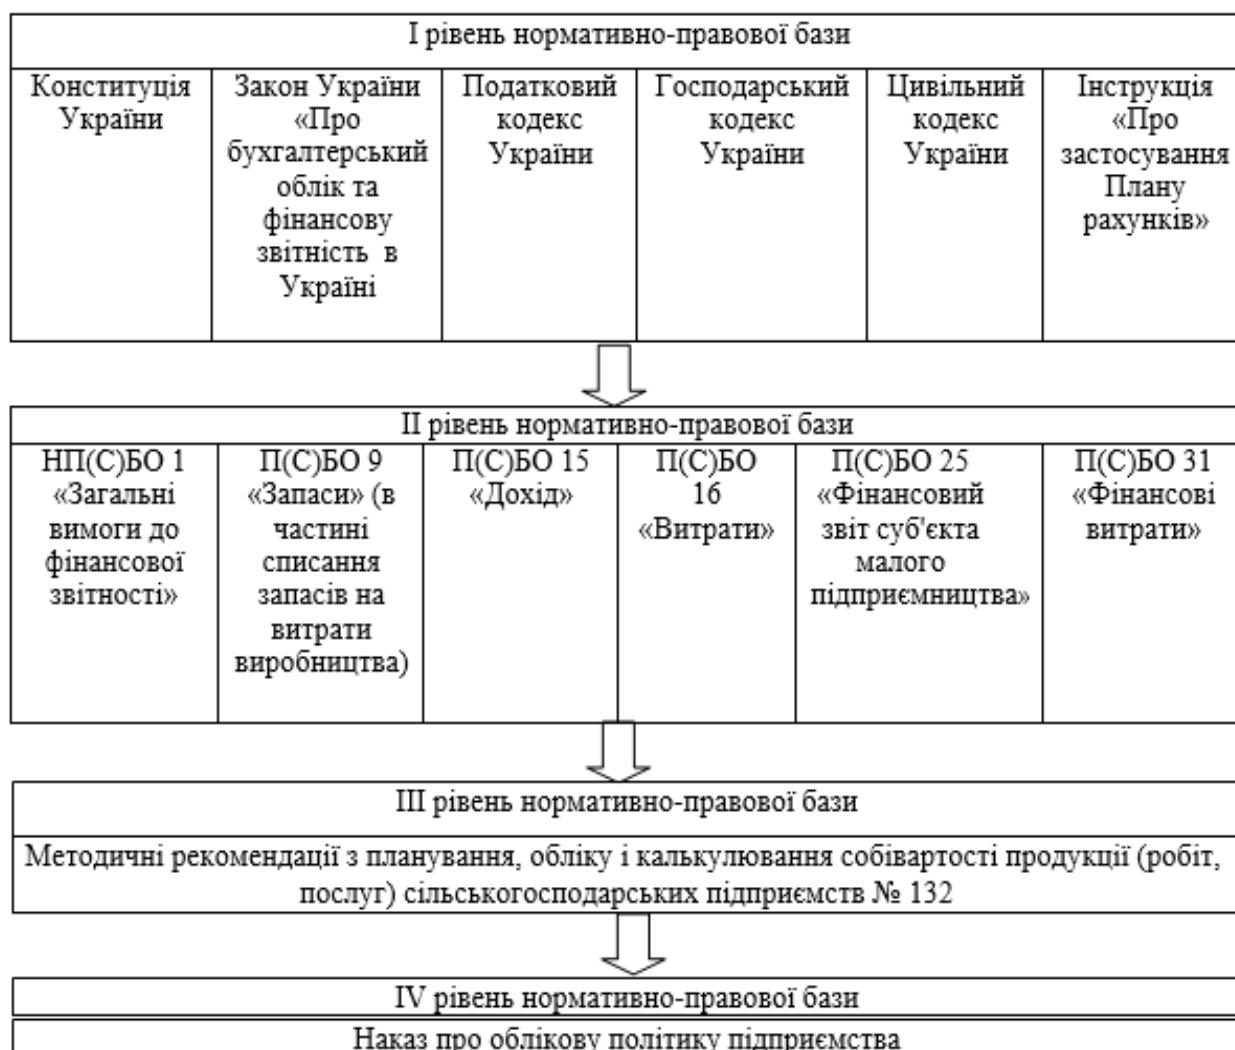 І рівень нормативно-правової бази
Конституція
України
Закон України
«Про
бухгалтерський
облік та
фінансову
звітність в
Україні
Податковий
кодекс
України
Господарський
кодекс
України
Цивільний
кодекс
України
Інструкція
«Про
застосування
Плану
рахунків»
ІІ рівень нормативно-правової бази
НП(С)БО 1
«Загальні
вимоги до
фінансової
звітності»
П(С)БО 9
«Запаси» (в
частині
списання
запасів на
витрати
виробництва)
П(С)БО 15
«Дохід»
П(С)БО
16
«Витрати»
П(С)БО 25
«Фінансовий
звіт суб'єкта
малого
підприємництва»
П(С)БО 31
«Фінансові
витрати»
ІІІ рівень нормативно-правової бази
Методичні рекомендації з планування, обліку і калькулювання собівартості продукції (робіт,
послуг) сільськогосподарських підприємств № 132
IV рівень нормативно-правової бази
Наказ про облікову політику підприємства